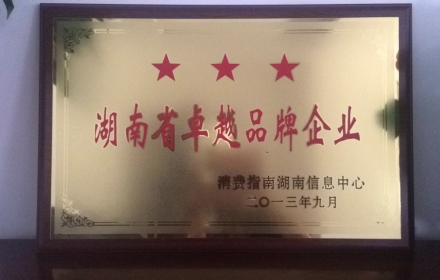 湖南省卓越品牌企业
消费指南湖南信息中心
二〇一三年九月